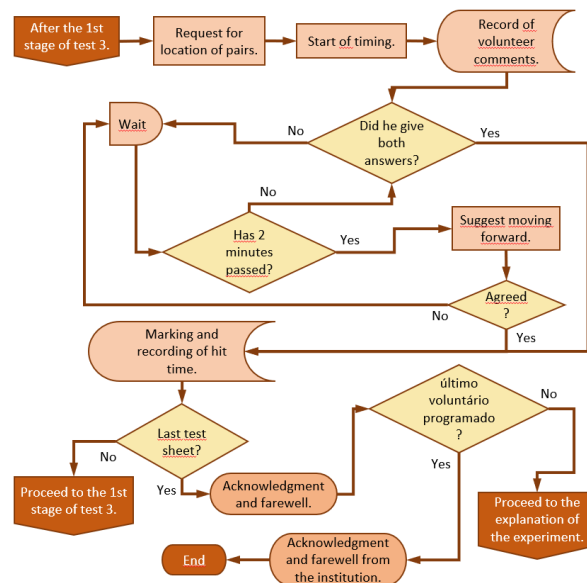 After the 1st
stage of test 3.
Request for
location of pairs.
Start of timing.
Record of
volunteer
comments.
Wait
No
Did he give
both
answers?
Yes
No
Has 2
minutes
passed?
Yes
Suggest moving
forward.
Agreed
?
No
Yes
Marking and
recording of hit
time.
último
voluntário
programado
?
No
Last test
sheet?
No
Yes
Yes
Proceed to the 1st
stage of test 3.
Acknowledgment
and farewell.
Proceed to the
explanation of
the experiment.
End
Acknowledgment
and farewell from
the institution.